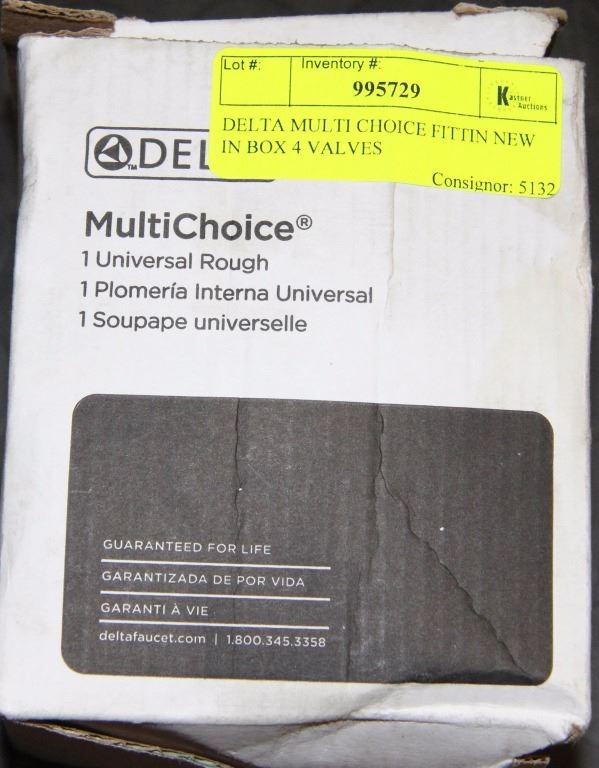 Lot #: Inventory #:
995729
Kastner
Auctions
DELTA MULTI CHOICE FITTIN NEW
IN BOX 4 VALVES
Consignor: 5132
DEL
TM
MultiChoice®
1 Universal Rough
1 Plomería Interna Universal
1 Soupape universelle
GUARANTEED FOR LIFE
GARANTIZADA DE POR VIDA
GARANTI À VIE
deltafaucet.com | 1.800.345.3358